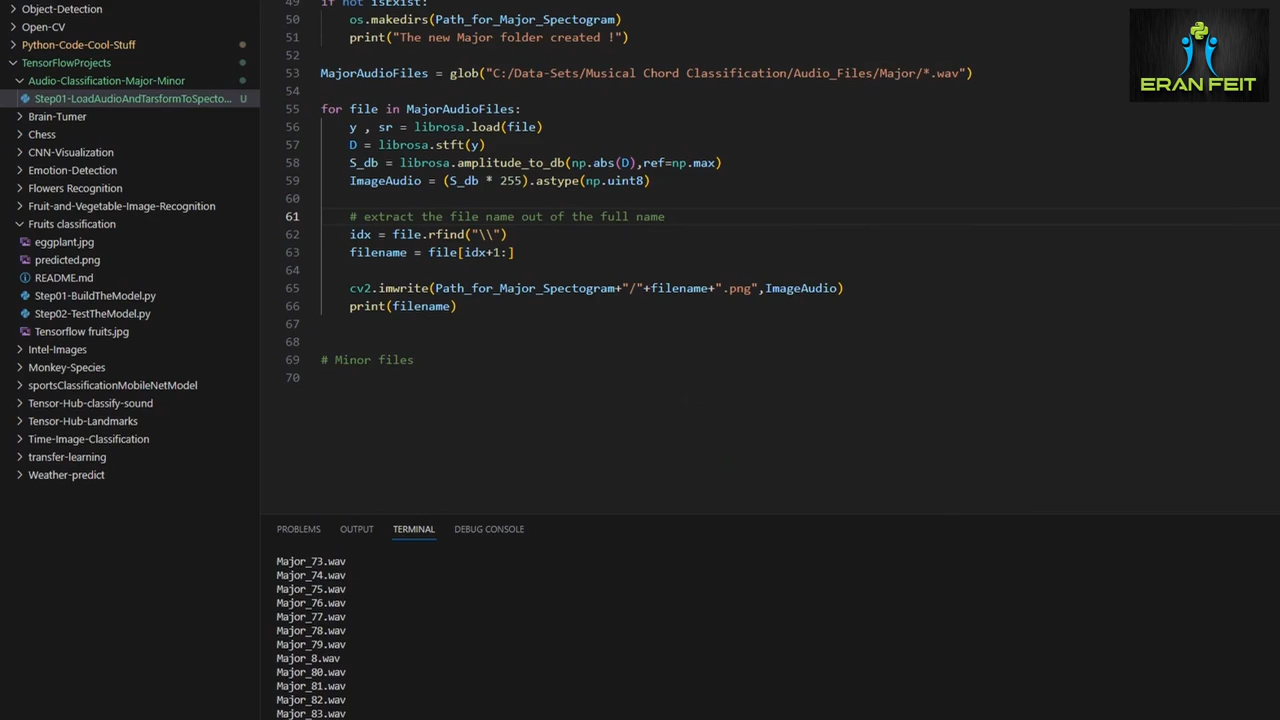 Object-Detection
Open-CV
Python-Code-Cool-Stuff
TensorFlowProjects
Audio-Classification-Major-Minor
Step01-LoadAudioAndTarsformToSpecto... U
Brain-Tumer
Chess
CNN-Visualization
Emotion-Detection
Flowers Recognition
Fruit-and-Vegetable-Image-Recognition
Fruits classification
eggplant.jpg
predicted.png
README.md
Step01-BuildTheModel.py
Step02-TestTheModel.py
Tensorflow fruits.jpg
Intel-Images
Monkey-Species
sportsClassificationMobileNetModel
Tensor-Hub-classify-sound
Tensor-Hub-Landmarks
Time-Image-Classification
transfer-learning
Weather-predict
49 if not isExist:
50 os.makedirs(Path_for_Major_Spectogram)
51 print("The new Major folder created !")
52
53 MajorAudioFiles = glob("C:/Data-Sets/Musical Chord Classification/Audio_Files/Major/*.wav")
54
55 for file in MajorAudioFiles:
56 y , sr = librosa.load(file)
57 D = librosa.stft(y)
58 S_db = librosa.amplitude_to_db(np.abs(D),ref=np.max)
59 ImageAudio = (S_db * 255).astype(np.uint8)
60
61 # extract the file name out of the full name
62 idx = file.rfind("\\")
63 filename = file[idx+1:]
64
65 cv2.imwrite(Path_for_Major_Spectogram+"/"+filename+".png",ImageAudio)
66 print(filename)
67
68
69 # Minor files
70
PROBLEMS OUTPUT TERMINAL DEBUG CONSOLE
Major_73.wav
Major_74.wav
Major_75.wav
Major_76.wav
Major_77.wav
Major_78.wav
Major_79.wav
Major_8.wav
Major_80.wav
Major_81.wav
Major_82.wav
Major_83.wav
ERAN FEIT